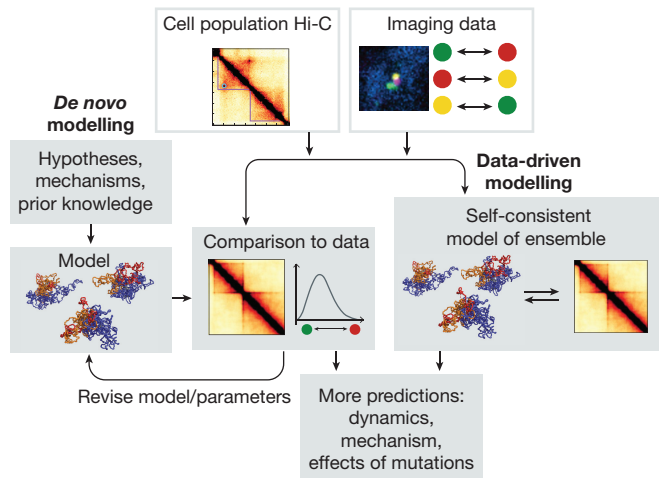 Cell population Hi-C
Imaging data
De novo
modelling
Hypotheses,
mechanisms,
prior knowledge
Data-driven
modelling
Model
Comparison to data
Self-consistent
model of ensemble
Revise model/parameters
More predictions:
dynamics,
mechanism,
effects of mutations